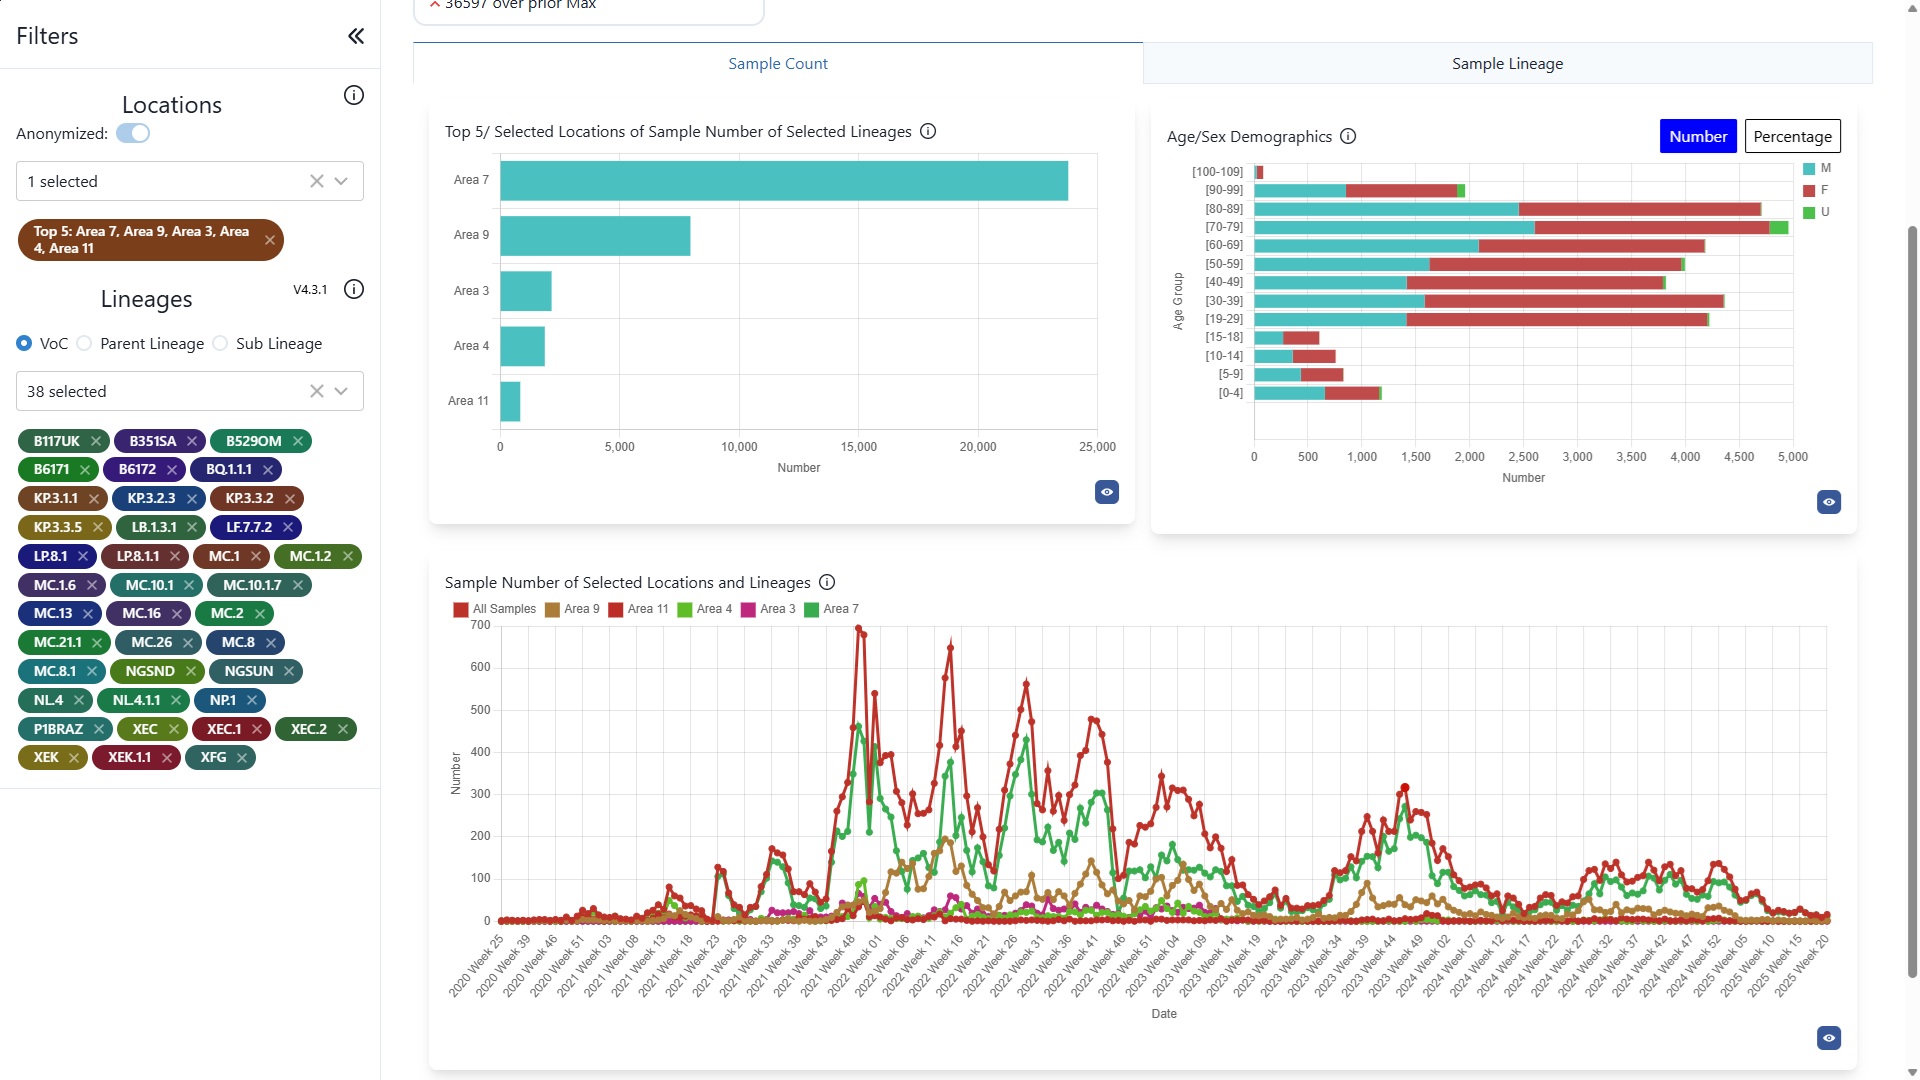 Filters
Locations
Anonymized:
1 selected
Top 5: Area 7, Area 9, Area 3, Area
4, Area 11
Lineages
V4.3.1
VoC Parent Lineage Sub Lineage
38 selected
B117UK B351SA B529OM
B6171 B6172 BQ.1.1.1
KP.3.1.1 KP.3.2.3 KP.3.3.2
KP.3.3.5 LB.1.3.1 LF.7.7.2
LP.8.1 LP.8.1.1 MC.1 MC.1.2
MC.1.6 MC.10.1 MC.10.1.7
MC.13 MC.16 MC.2
MC.21.1 MC.26 MC.8
MC.8.1 NGSND NGSUN
NL.4 NL.4.1.1 NP.1
P1BRAZ XEC XEC.1 XEC.2
XEK XEK.1.1 XFG
36597 over prior Max
Sample Count
Sample Lineage
Top 5/ Selected Locations of Sample Number of Selected Lineages
Area 7
Area 9
Area 3
Area 4
Area 11
0 5,000 10,000 15,000 20,000 25,000
Number
Age/Sex Demographics
Number Percentage
M
F
U
Age Group
[100-109]
[90-99]
[80-89]
[70-79]
[60-69]
[50-59]
[40-49]
[30-39]
[19-29]
[15-18]
[10-14]
[5-9]
[0-4]
0 500 1,000 1,500 2,000 2,500 3,000 3,500 4,000 4,500 5,000
Number
Sample Number of Selected Locations and Lineages
All Samples Area 9 Area 11 Area 4 Area 3 Area 7
Number
700
600
500
400
300
200
100
0
2020 Week 25
2020 Week 39
2020 Week 46
2020 Week 51
2021 Week 03
2021 Week 08
2021 Week 13
2021 Week 18
2021 Week 23
2021 Week 28
2021 Week 33
2021 Week 38
2021 Week 43
2021 Week 48
2022 Week 01
2022 Week 06
2022 Week 11
2022 Week 16
2022 Week 21
2022 Week 26
2022 Week 31
2022 Week 36
2022 Week 41
2022 Week 46
2022 Week 51
2023 Week 04
2023 Week 09
2023 Week 14
2023 Week 19
2023 Week 24
2023 Week 29
2023 Week 34
2023 Week 39
2023 Week 44
2023 Week 49
2024 Week 02
2024 Week 07
2024 Week 12
2024 Week 17
2024 Week 22
2024 Week 27
2024 Week 32
2024 Week 37
2024 Week 42
2024 Week 47
2024 Week 52
2025 Week 05
2025 Week 10
2025 Week 15
2025 Week 20
Date